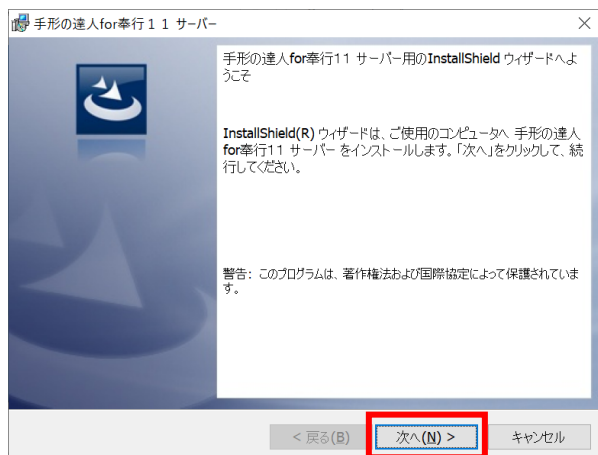 手形の達人for奉行１１ サーバー
手形の達人for奉行11 サーバー用のInstallShield ウィザードへよ
うこそ
InstallShield(R) ウィザードは、ご使用のコンピュータへ 手形の達人
for奉行11 サーバー をインストールします。「次へ」をクリックして、続
行してください。
警告: このプログラムは、著作権法および国際協定によって保護されていま
す。
< 戻る(B)
次へ(N) >
キャンセル